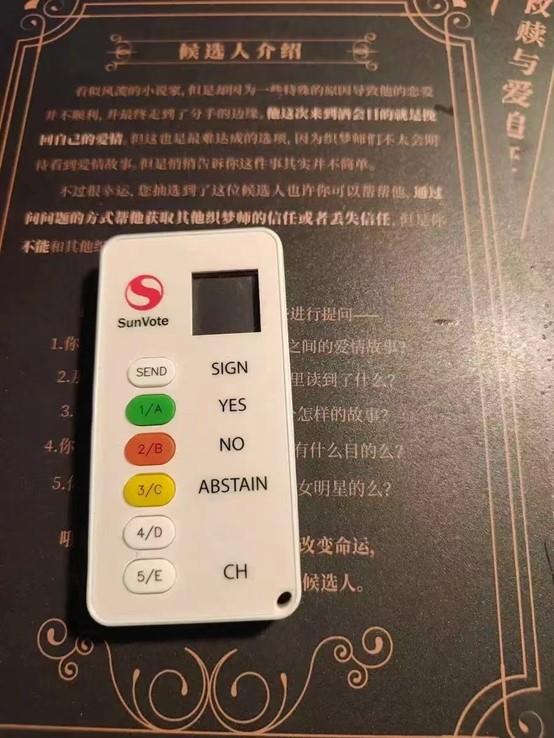 候选人介绍
看似风流的小说家，但是却因为一些特殊的原因导致他的恋爱
并不顺利，并最终走到了分手的边缘。他这次来到酒会目的就是挽
回自己的爱情。但这也是最难达成的选项，因为织梦师们不太会期
待看到爱情故事。但是悄悄告诉你这件事其实并不简单。
不过很幸运，您抽选到了这位候选人也许你可以帮帮他，通过
问问题的方式帮他获取其他织梦师的信任或者丢失信任，但是你
不能和其他织
进行提问——
1.你 之间的爱情故事？
2. 里读到了什么？
3. 怎样的故事？
4.你 有什么目的么？
5. 女明星的么？
改变命运，
候选人。
赎与爱自
SunVote
SEND SIGN
1/A YES
2/B NO
3/C ABSTAIN
4/D
5/E CH